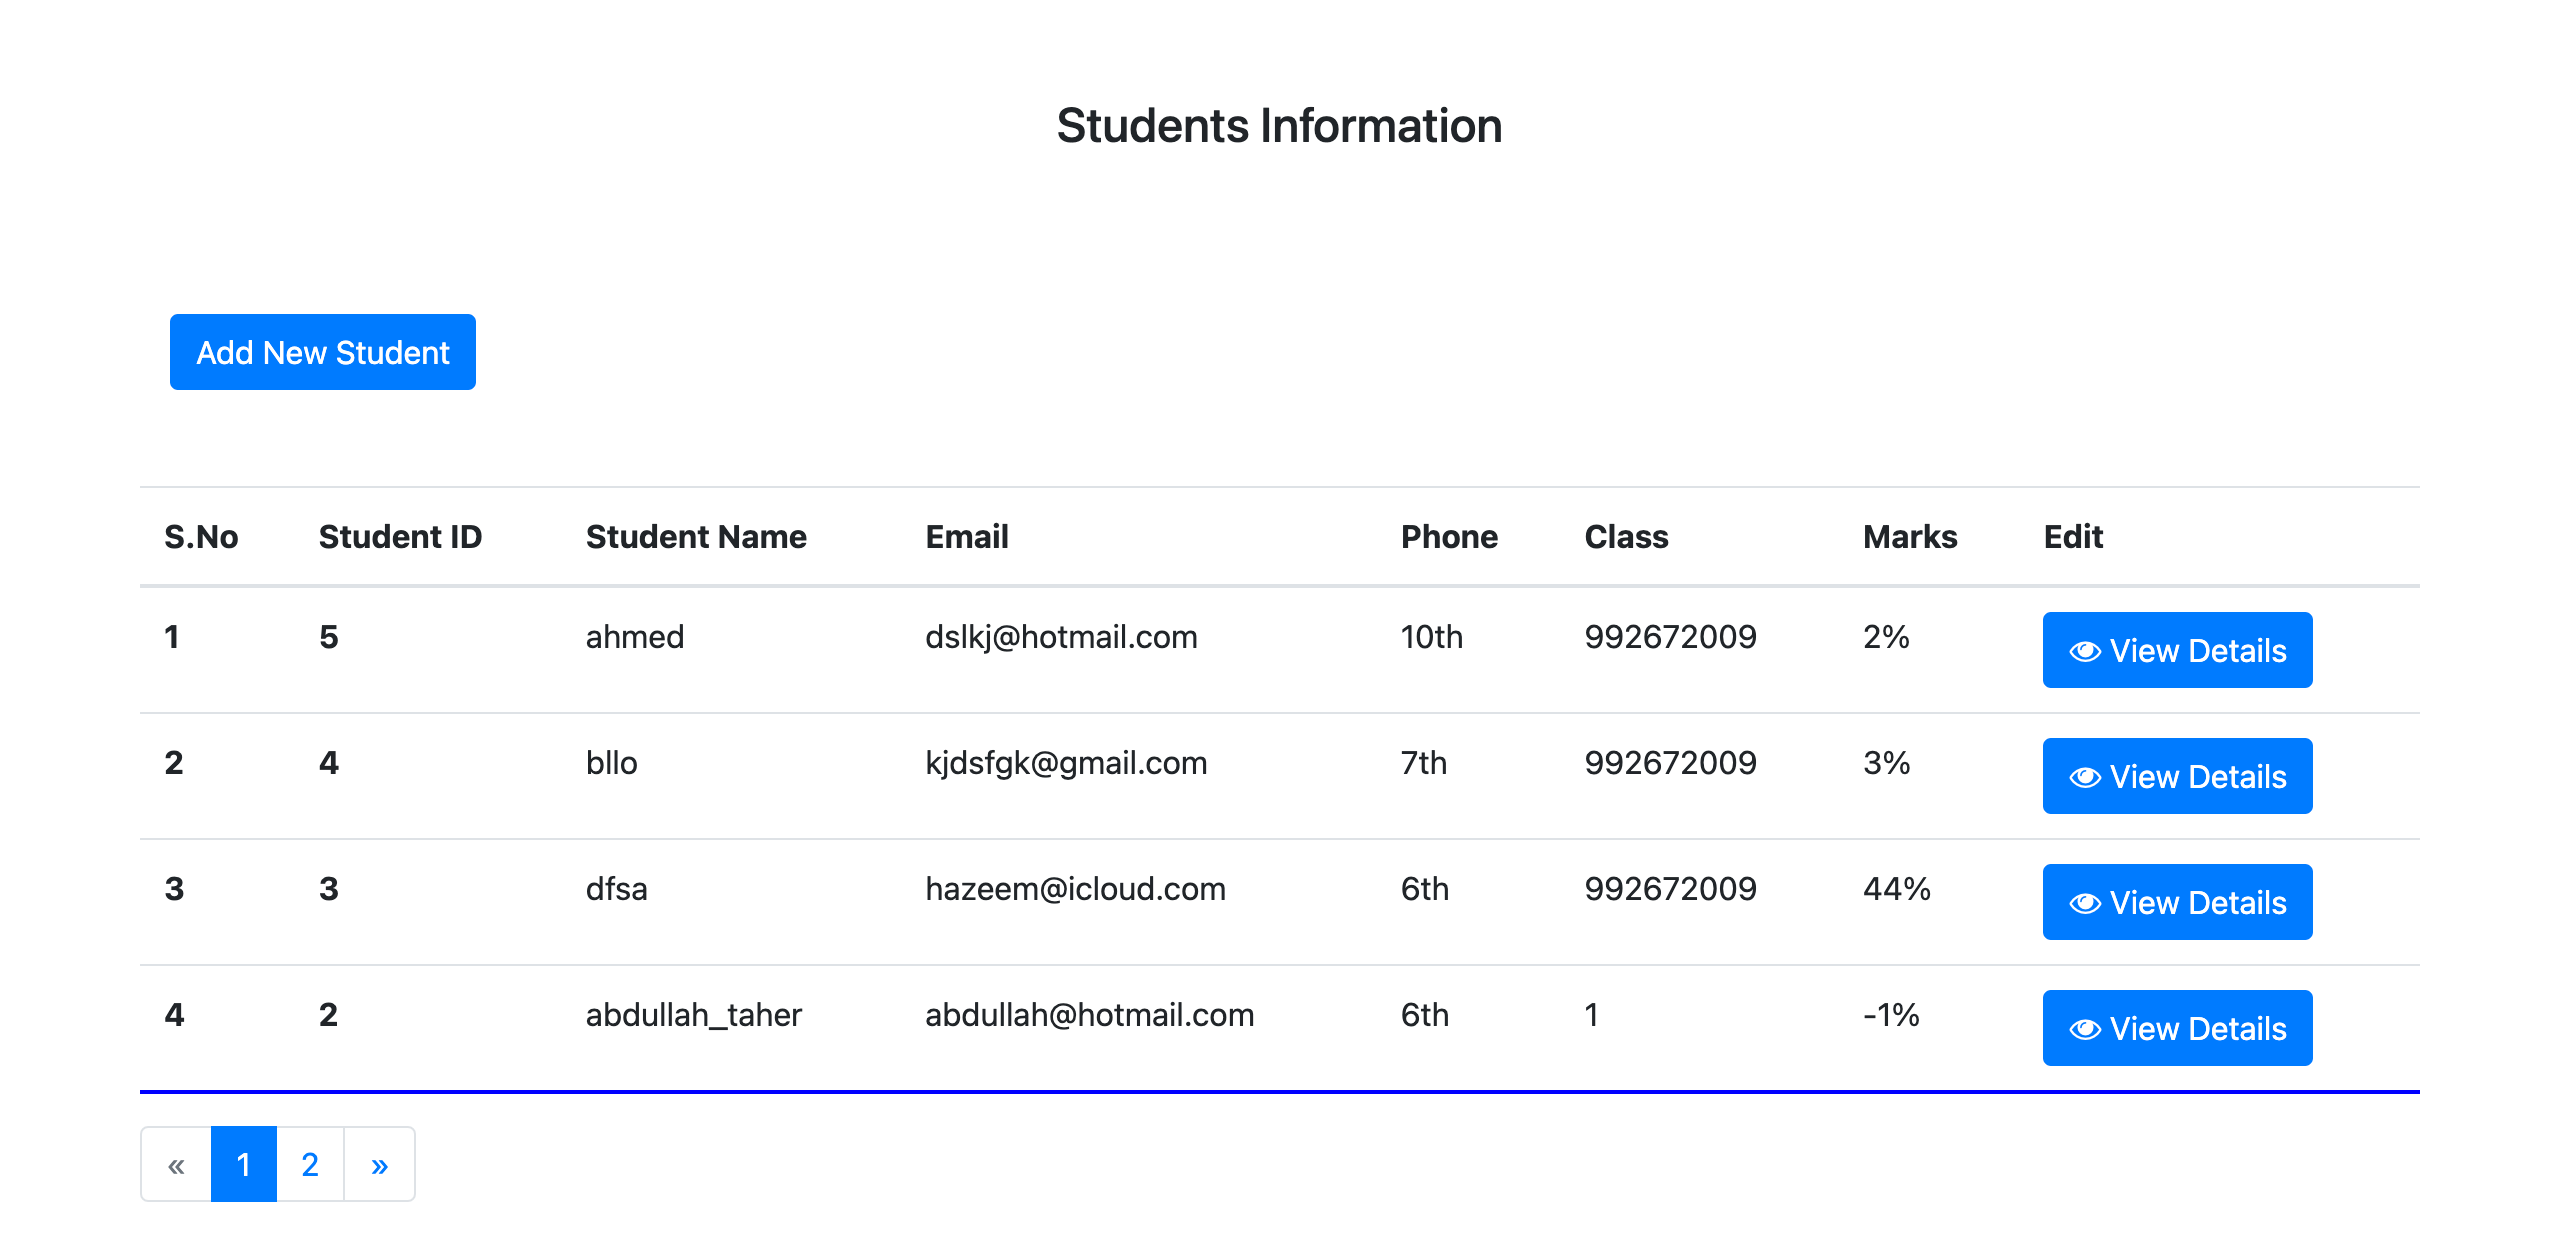 Students Information
Add New Student
S.No Student ID Student Name Email Phone Class Marks Edit
1 5 ahmed dslkj@hotmail.com 10th 992672009 2% View Details
2 4 bllo kjdsfgk@gmail.com 7th 992672009 3% View Details
3 3 dfsa hazeem@icloud.com 6th 992672009 44% View Details
4 2 abdullah_taher abdullah@hotmail.com 6th 1 -1% View Details
« 1 2 »